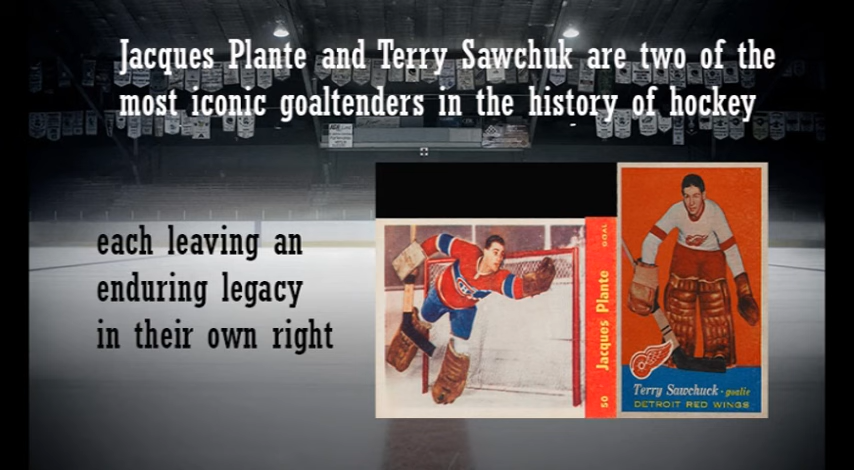 Jacques Plante and Terry Sawchuk are two of the
most iconic goaltenders in the history of hockey
each leaving an
enduring legacy
in their own right
50 Jacques Plante GOAL
Terry Sawchuck - goalie
DETROIT RED WINGS